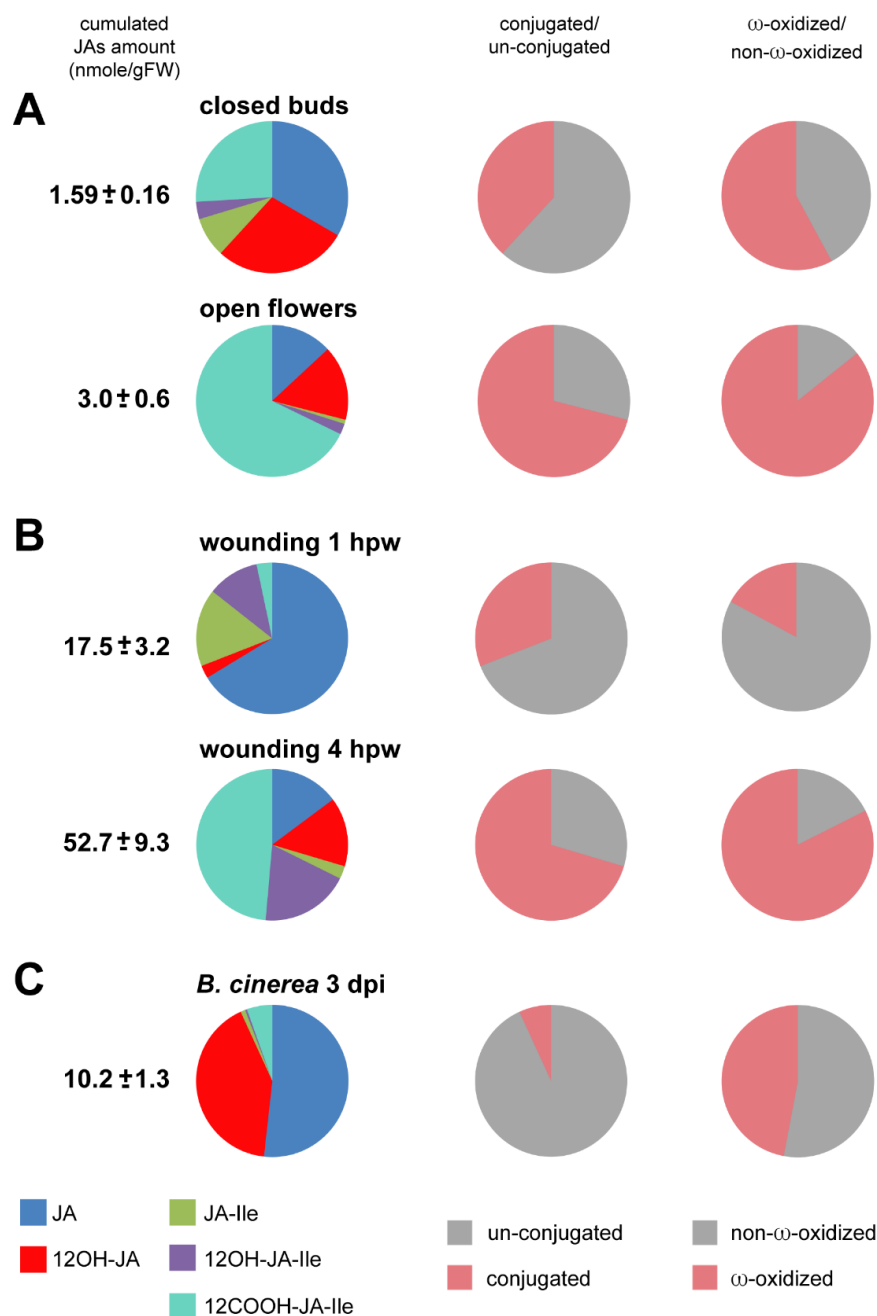 cumulated
JAs amount
(nmole/gFW)
conjugated/
un-conjugated
ω-oxidized/
non-ω-oxidized
A
closed buds
1.59 ± 0.16
open flowers
3.0 ± 0.6
B
wounding 1 hpw
17.5 ± 3.2
wounding 4 hpw
52.7 ± 9.3
C
B. cinerea 3 dpi
10.2 ± 1.3
JA
JA-Ile
un-conjugated
non-ω-oxidized
12OH-JA
12OH-JA-Ile
conjugated
ω-oxidized
12COOH-JA-Ile